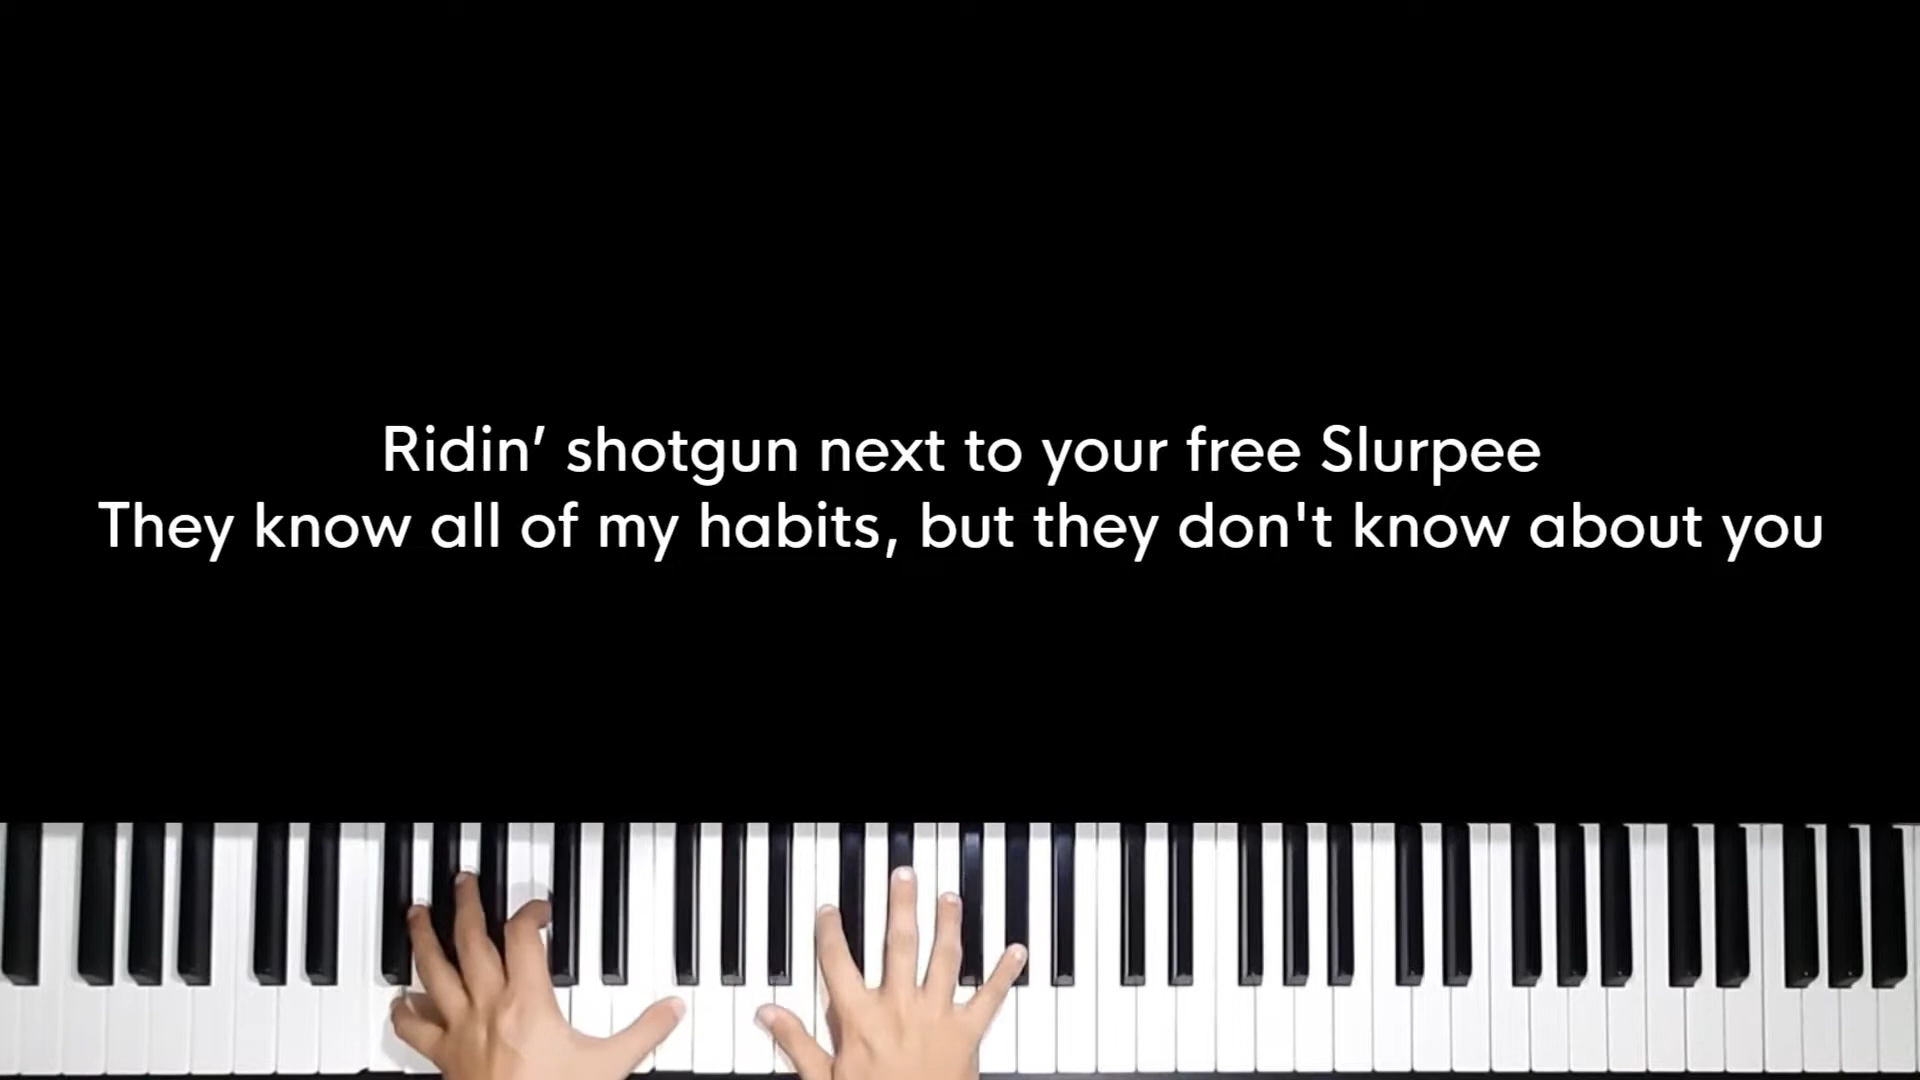 Ridin’ shotgun next to your free Slurpee
They know all of my habits, but they don't know about you